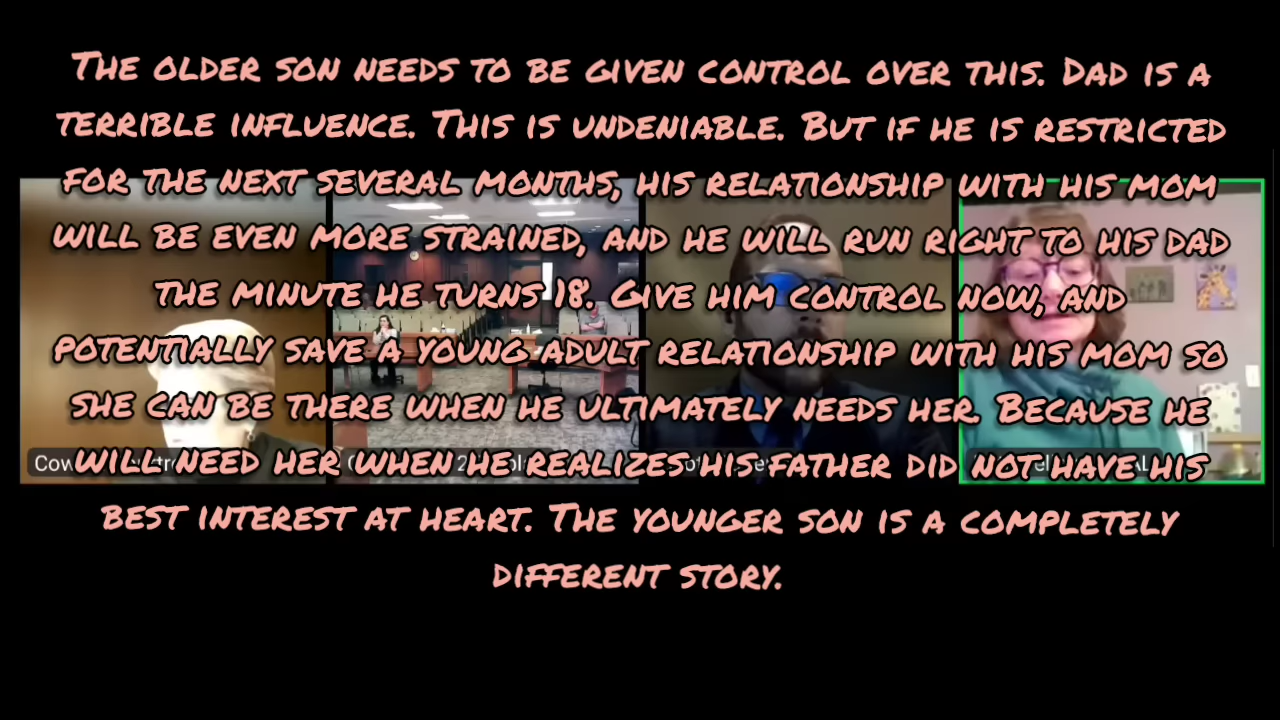 The older son needs to be given control over this. Dad is a
terrible influence. This is undeniable. But if he is restricted
for the next several months, his relationship with his mom
will be even more strained, and he will run right to his dad
the minute he turns 18. Give him control now, and
potentially save a young adult relationship with his mom so
she can be there when he ultimately needs her. Because he
will need her when he realizes his father did not have his
best interest at heart. The younger son is a completely
different story.